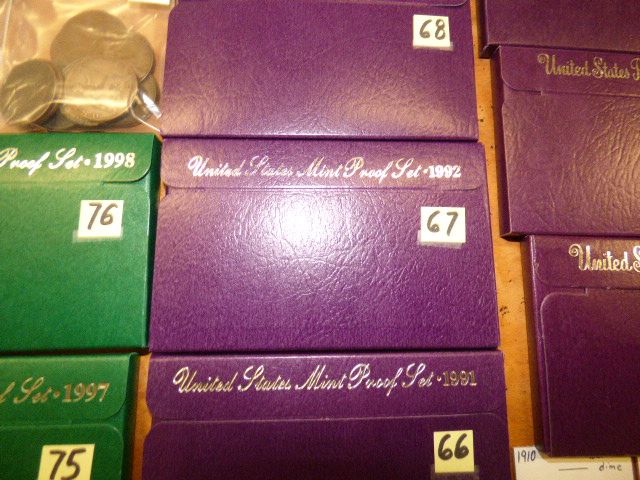 68
United States
Proof Set • 1998
76
United States Mint Proof Set • 1992
67
United
of Set • 1997
75
United States Mint Proof Set • 1991
66
1910
dime